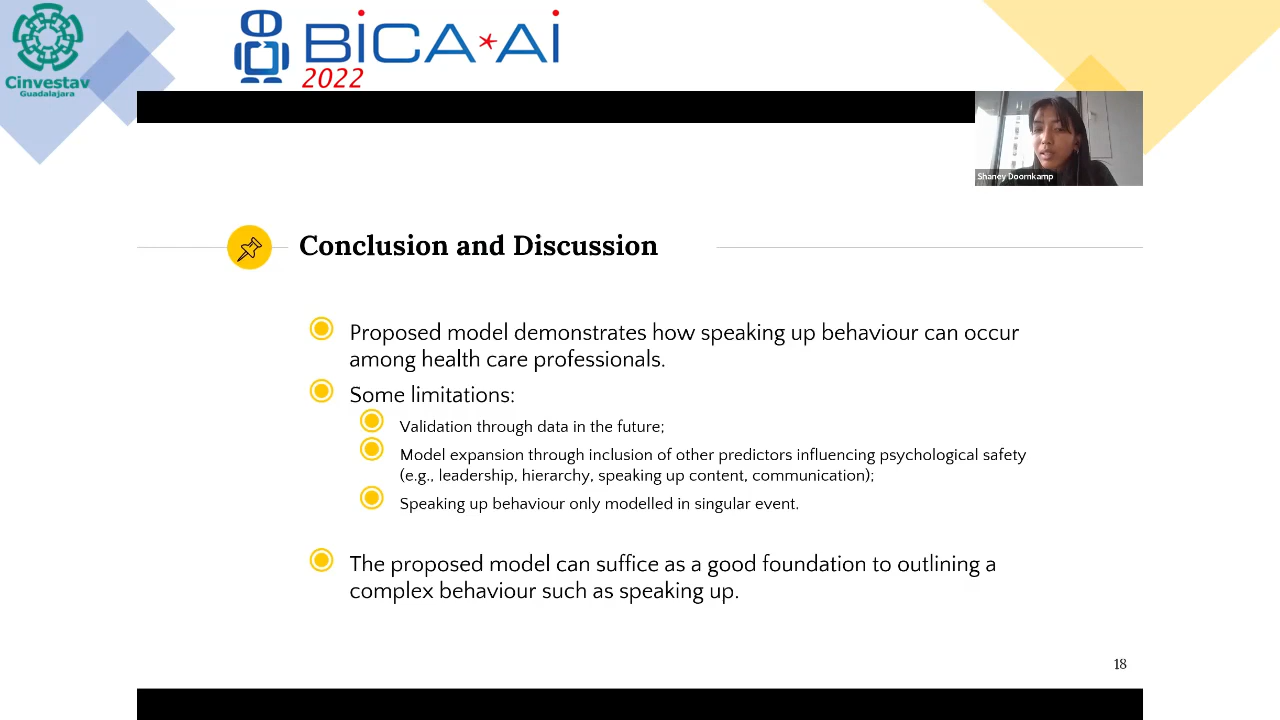 Cinvestav
Guadalajara
BiCA*Ai
2022
Shaney Doornkamp
Conclusion and Discussion
Proposed model demonstrates how speaking up behaviour can occur
among health care professionals.
Some limitations:
Validation through data in the future;
Model expansion through inclusion of other predictors influencing psychological safety
(e.g., leadership, hierarchy, speaking up content, communication);
Speaking up behaviour only modelled in singular event.
The proposed model can suffice as a good foundation to outlining a
complex behaviour such as speaking up.
18